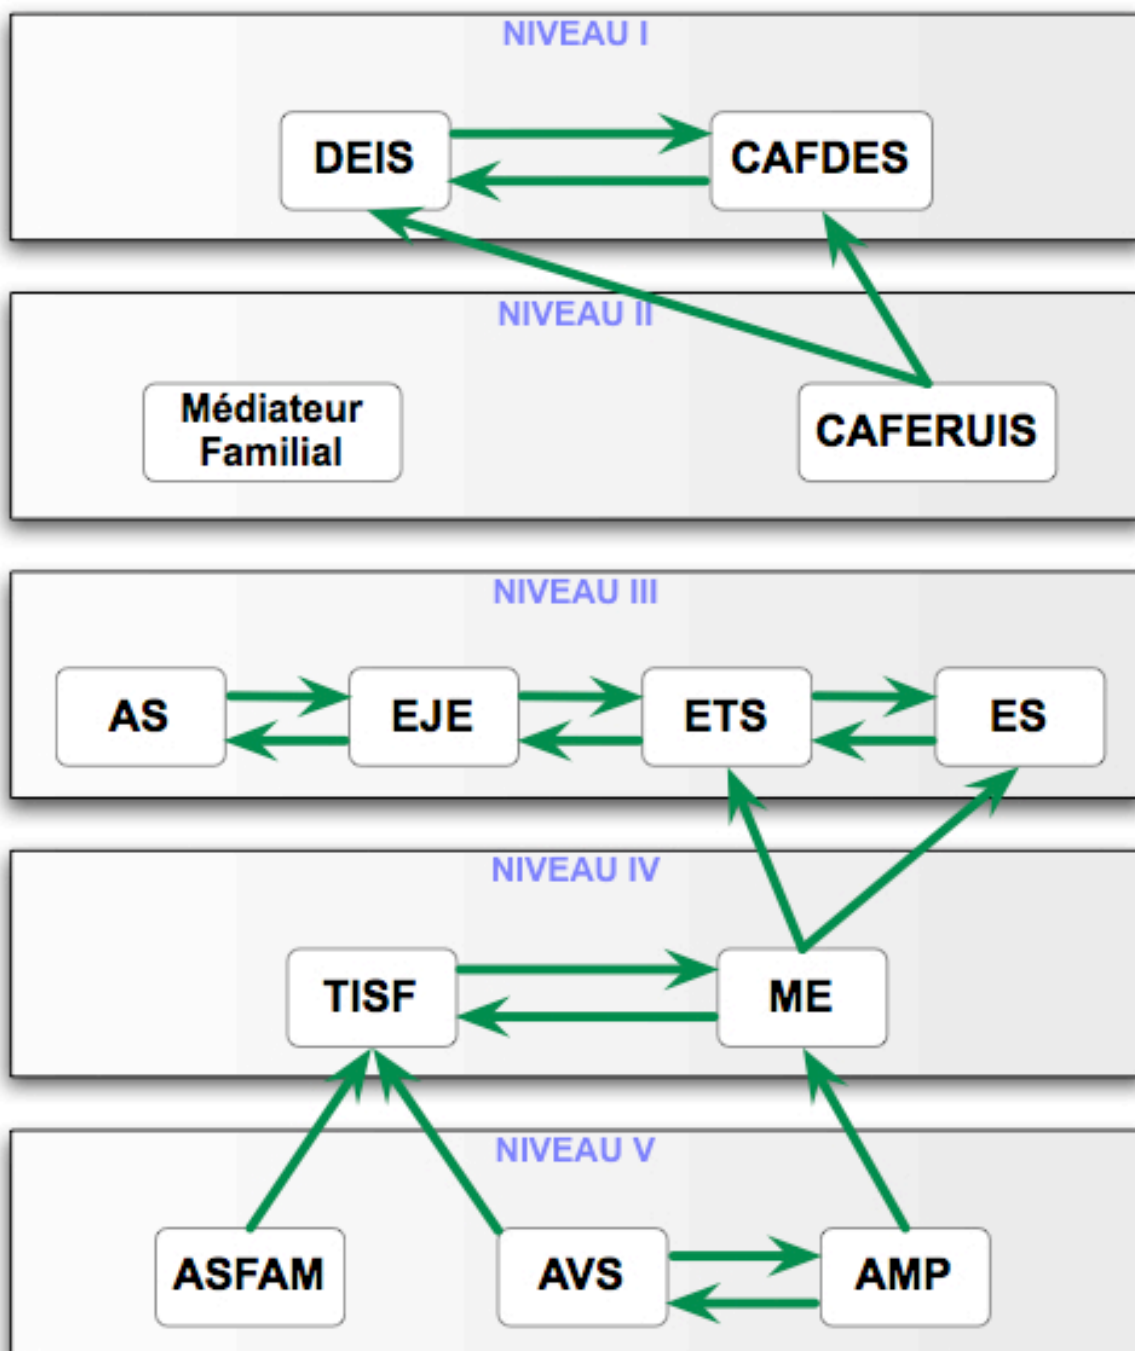 NIVEAU I
DEIS
CAFDES
NIVEAU II
Médiateur
Familial
CAFERUIS
NIVEAU III
AS
EJE
ETS
ES
NIVEAU IV
TISF
ME
NIVEAU V
ASFAM
AVS
AMP